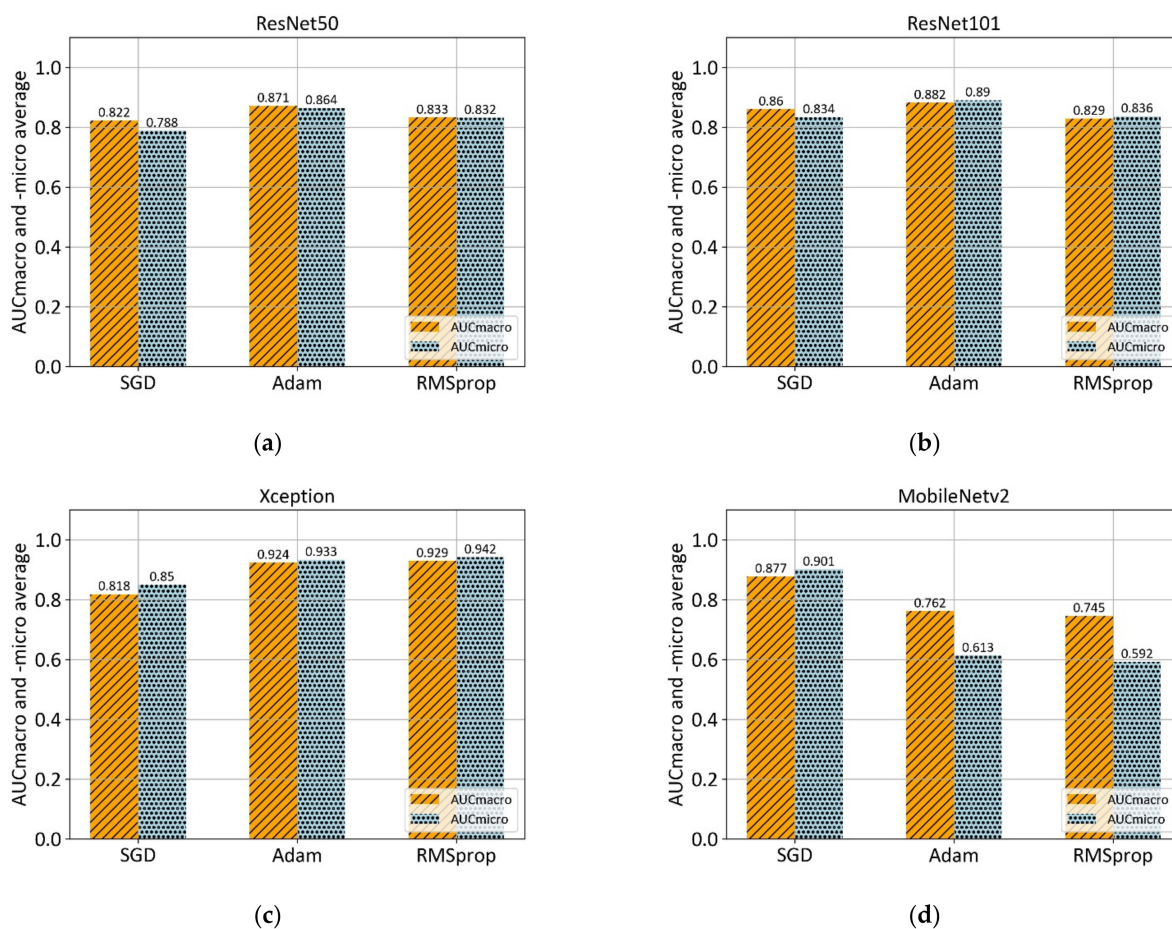 ResNet50
AUCmacro and -micro average
1.0
0.8
0.6
0.4
0.2
0.0
0.822
0.788
0.871
0.864
0.833
0.832
AUCmacro
AUCmicro
SGD
Adam
RMSprop
(a)
ResNet101
AUCmacro and -micro average
1.0
0.8
0.6
0.4
0.2
0.0
0.86
0.834
0.882
0.89
0.829
0.836
AUCmacro
AUCmicro
SGD
Adam
RMSprop
(b)
Xception
AUCmacro and -micro average
1.0
0.8
0.6
0.4
0.2
0.0
0.818
0.85
0.924
0.933
0.929
0.942
AUCmacro
AUCmicro
SGD
Adam
RMSprop
(c)
MobileNetv2
AUCmacro and -micro average
1.0
0.8
0.6
0.4
0.2
0.0
0.877
0.901
0.762
0.613
0.745
0.592
AUCmacro
AUCmicro
SGD
Adam
RMSprop
(d)